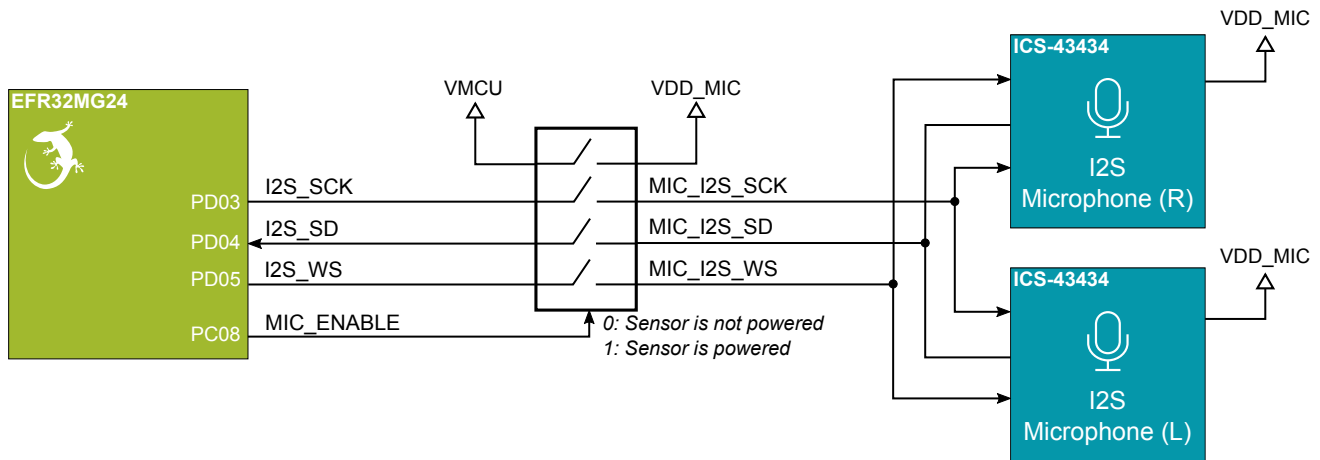 VDD_MIC
ICS-43434
I2S
Microphone (R)
EFR32MG24
VMCU
VDD_MIC
PD03
I2S_SCK
MIC_I2S_SCK
PD04
I2S_SD
MIC_I2S_SD
PD05
I2S_WS
MIC_I2S_WS
PC08
MIC_ENABLE
0: Sensor is not powered
1: Sensor is powered
VDD_MIC
ICS-43434
I2S
Microphone (L)